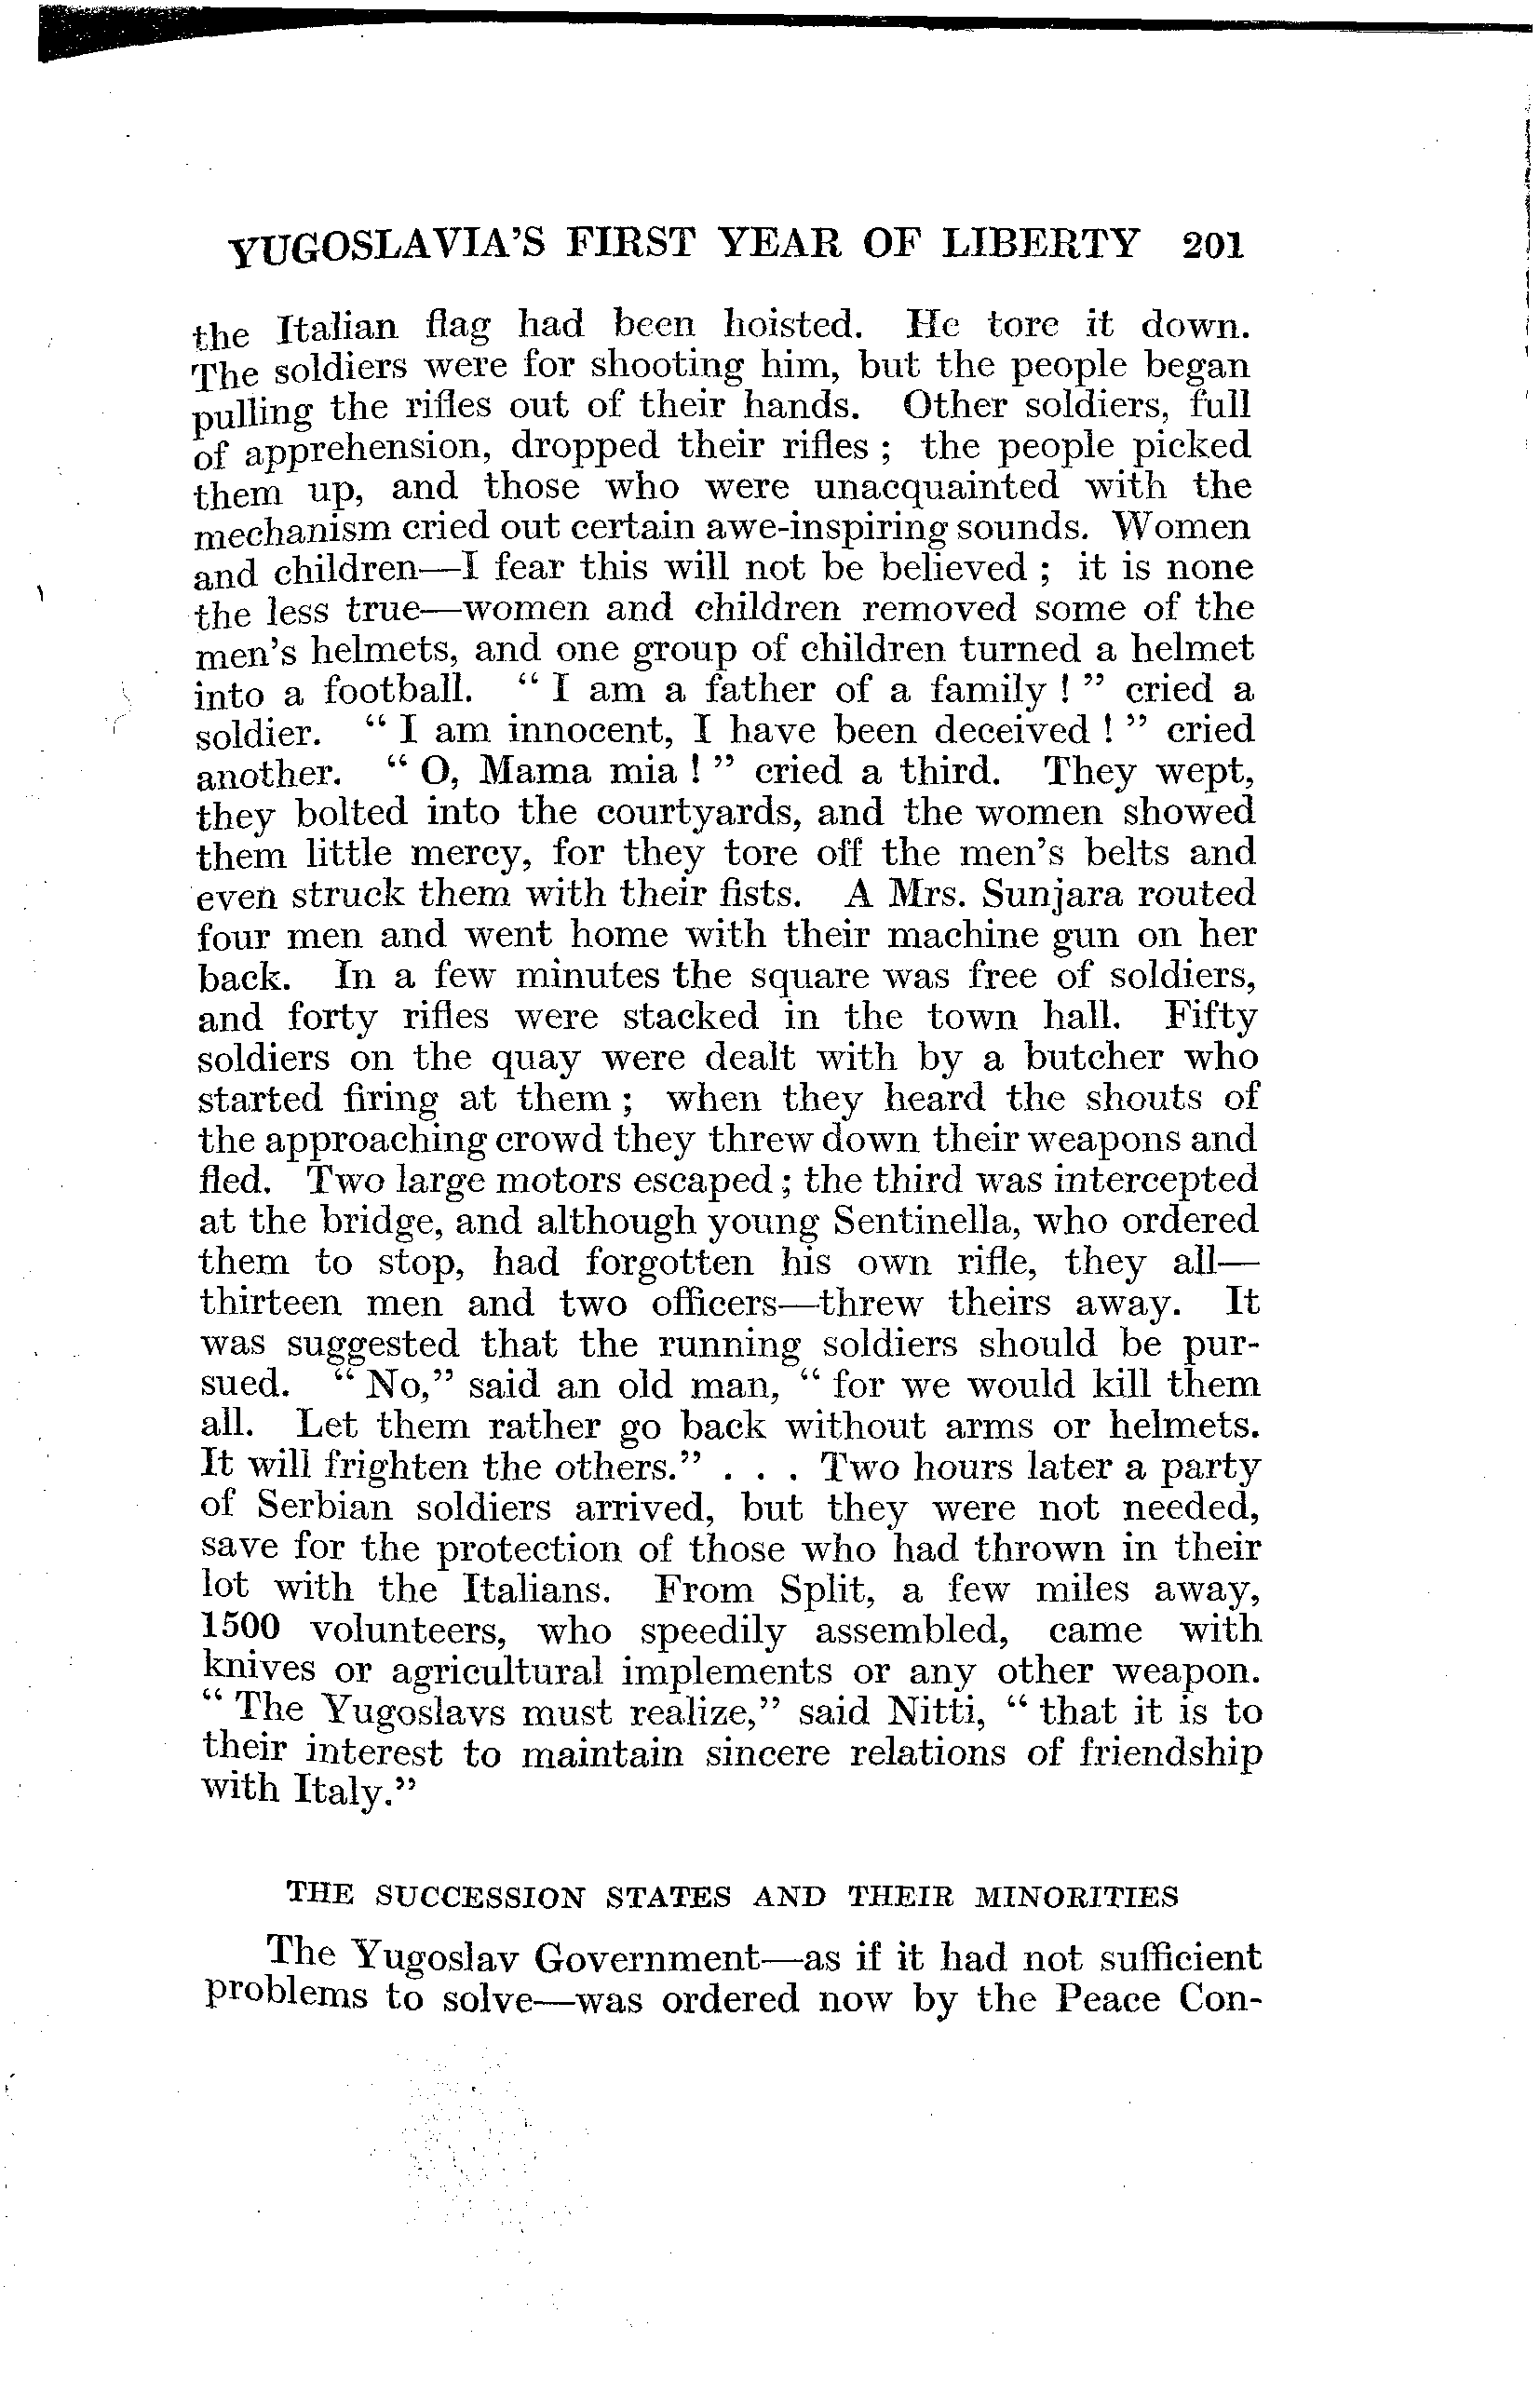 YUGOSLAVIA'S FIRST YEAR OF LIBERTY 201
the Italian flag had been hoisted. He tore it down.
The soldiers were for shooting him, but the people began
pulling the rifles out of their hands. Other soldiers, full
of apprehension, dropped their rifles ; the people picked
them up, and those who were unacquainted with the
mechanism cried out certain awe-inspiring sounds. Women
and children—I fear this will not be believed ; it is none
the less true—women and children removed some of the
men's helmets, and one group of children turned a helmet
into a football. “ I am a father of a family ! ” cried a
soldier. “ I am innocent, I have been deceived ! ” cried
another. “ O, Mama mia ! ” cried a third. They wept,
they bolted into the courtyards, and the women showed
them little mercy, for they tore off the men's belts and
even struck them with their fists. A Mrs. Sunjara routed
four men and went home with their machine gun on her
back. In a few minutes the square was free of soldiers,
and forty rifles were stacked in the town hall. Fifty
soldiers on the quay were dealt with by a butcher who
started firing at them ; when they heard the shouts of
the approaching crowd they threw down their weapons and
fled. Two large motors escaped ; the third was intercepted
at the bridge, and although young Sentinella, who ordered
them to stop, had forgotten his own rifle, they all—
thirteen men and two officers—threw theirs away. It
was suggested that the running soldiers should be pur-
sued. “ No,” said an old man, “ for we would kill them
all. Let them rather go back without arms or helmets.
It will frighten the others.” . . . Two hours later a party
of Serbian soldiers arrived, but they were not needed,
save for the protection of those who had thrown in their
lot with the Italians. From Split, a few miles away,
1500 volunteers, who speedily assembled, came with
knives or agricultural implements or any other weapon.
“ The Yugoslavs must realize,” said Nitti, “ that it is to
their interest to maintain sincere relations of friendship
with Italy.”
THE SUCCESSION STATES AND THEIR MINORITIES
The Yugoslav Government—as if it had not sufficient
problems to solve—was ordered now by the Peace Con-